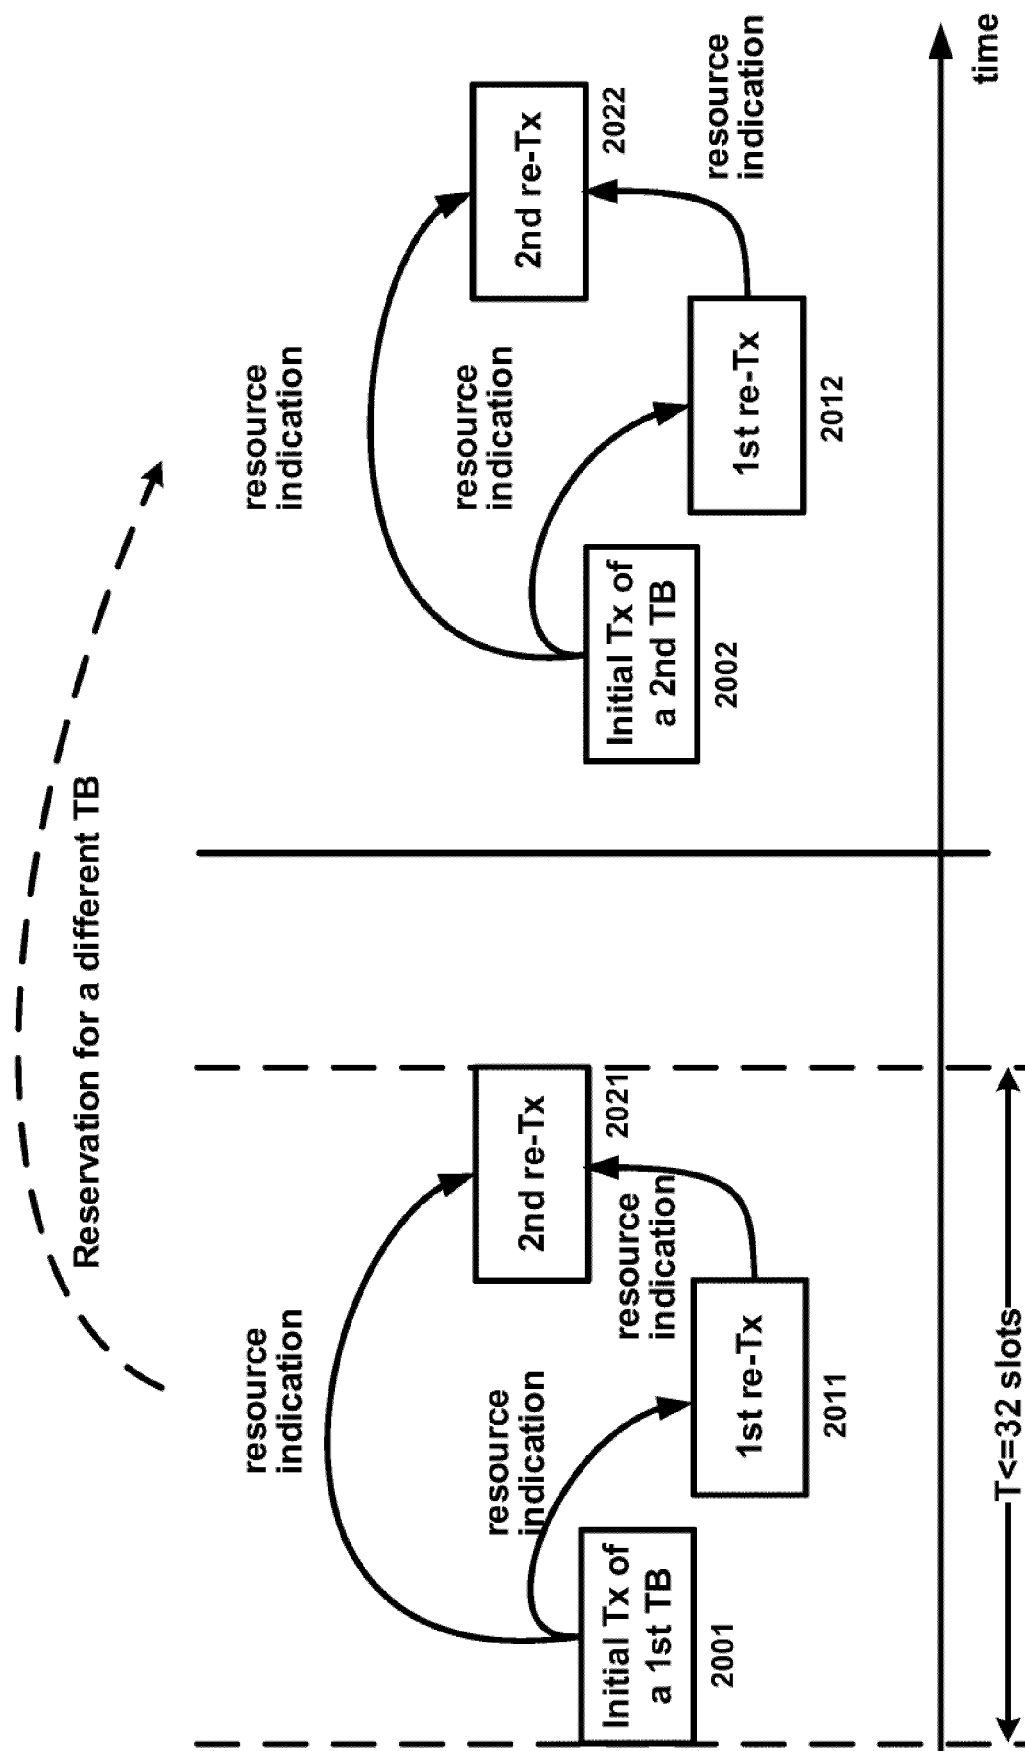 Reservation for a different TB
resource
indication
resource
indication
Initial Tx of
a 1st TB
2001
1st re-Tx
2011
resource
indication
2nd re-Tx
2021
T<=32 slots
resource
indication
resource
indication
Initial Tx of
a 2nd TB
2002
1st re-Tx
2012
2nd re-Tx
2022
resource
indication
time